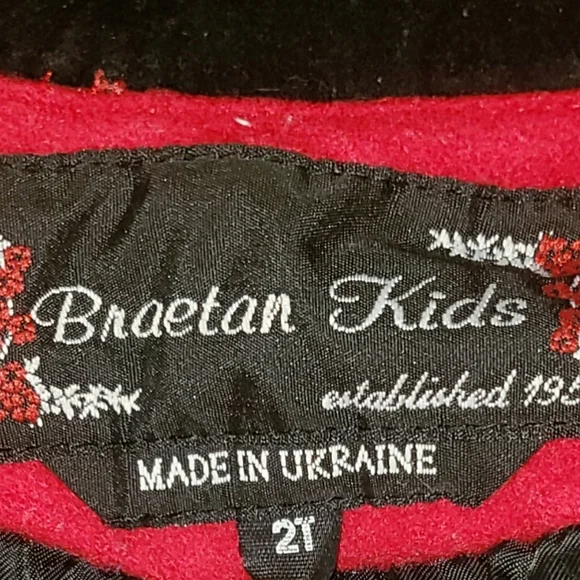 Braetan Kids
established 195
MADE IN UKRAINE
2T